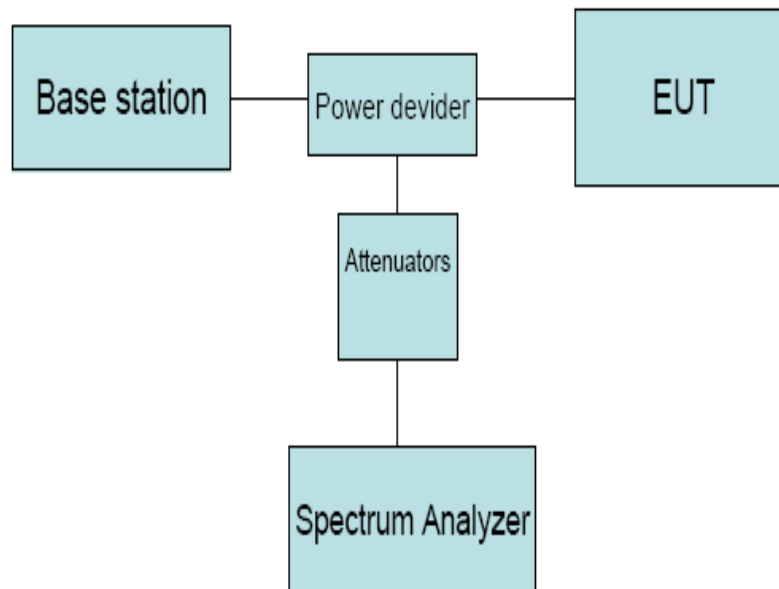 Base station
Power devider
EUT
Attenuators
Spectrum Analyzer